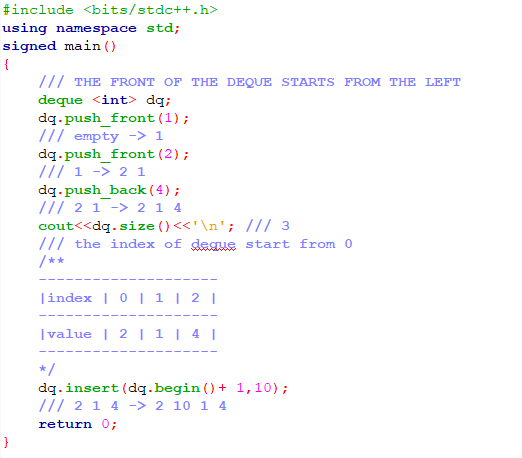 #include <bits/stdc++.h>
using namespace std;
signed main()
{
/// THE FRONT OF THE DEQUE STARTS FROM THE LEFT
deque <int> dq;
dq.push_front(1);
/// empty -> 1
dq.push_front(2);
/// 1 -> 2 1
dq.push_back(4);
/// 2 1 -> 2 1 4
cout<<dq.size()<<'\n'; /// 3
/// the index of deque start from 0
/**
--------------------
|index | 0 | 1 | 2 |
--------------------
|value | 2 | 1 | 4 |
--------------------
*/
dq.insert(dq.begin()+ 1,10);
/// 2 1 4 -> 2 10 1 4
return 0;
}